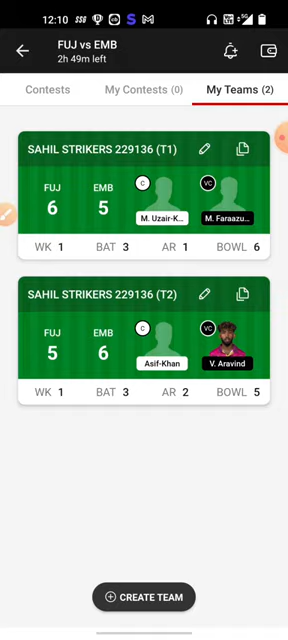 12:10
FUJ vs EMB
2h 49m left
Contests My Contests (0) My Teams (2)
SAHIL STRIKERS 229136 (T1)
C VC
FUJ EMB
6 5
M. Uzair-K... M. Faraazu...
WK 1 BAT 3 AR 1 BOWL 6
SAHIL STRIKERS 229136 (T2)
C VC
FUJ EMB
5 6
Asif-Khan V. Aravind
WK 1 BAT 3 AR 2 BOWL 5
CREATE TEAM